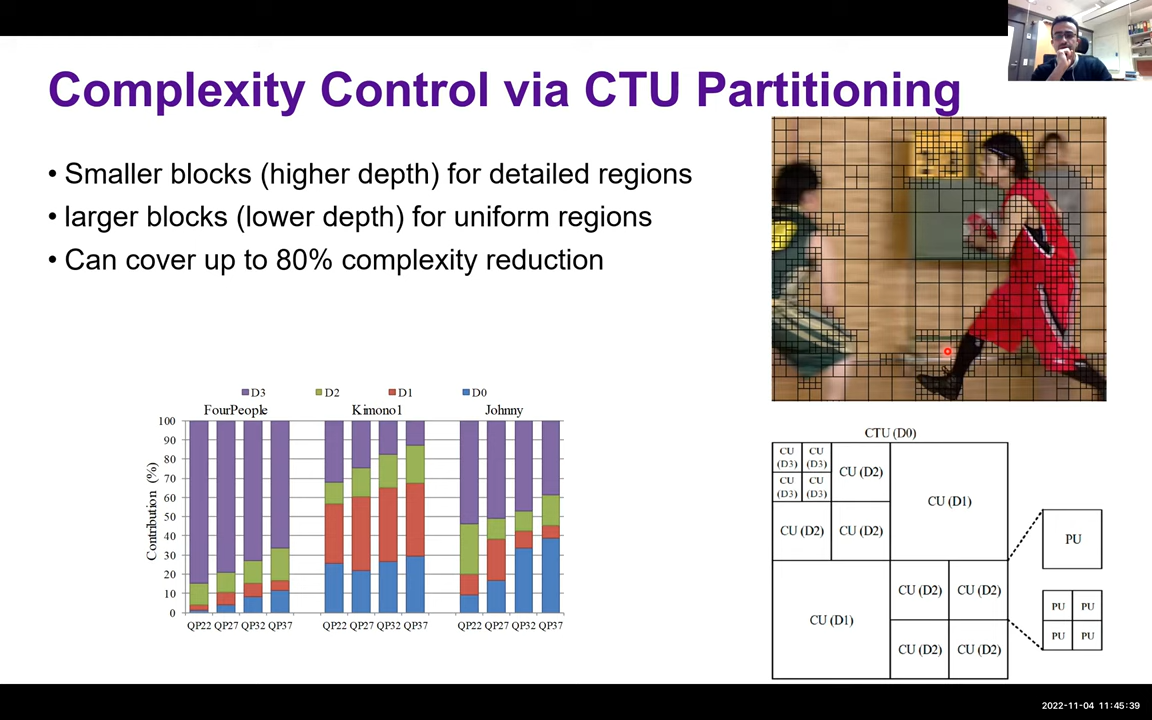 Complexity Control via CTU Partitioning
• Smaller blocks (higher depth) for detailed regions
• larger blocks (lower depth) for uniform regions
• Can cover up to 80% complexity reduction
D3 D2 D1 D0
FourPeople Kimono1 Johnny
Contribution (%)
100
90
80
70
60
50
40
30
20
10
0
QP22 QP27 QP32 QP37 QP22 QP27 QP32 QP37 QP22 QP27 QP32 QP37
CTU (D0)
CU (D3) CU (D3)
CU (D3) CU (D3)
CU (D2)
CU (D1)
CU (D2) CU (D2)
CU (D1)
CU (D2) CU (D2)
CU (D2) CU (D2)
PU
PU PU
PU PU
2022-11-04 11:45:39